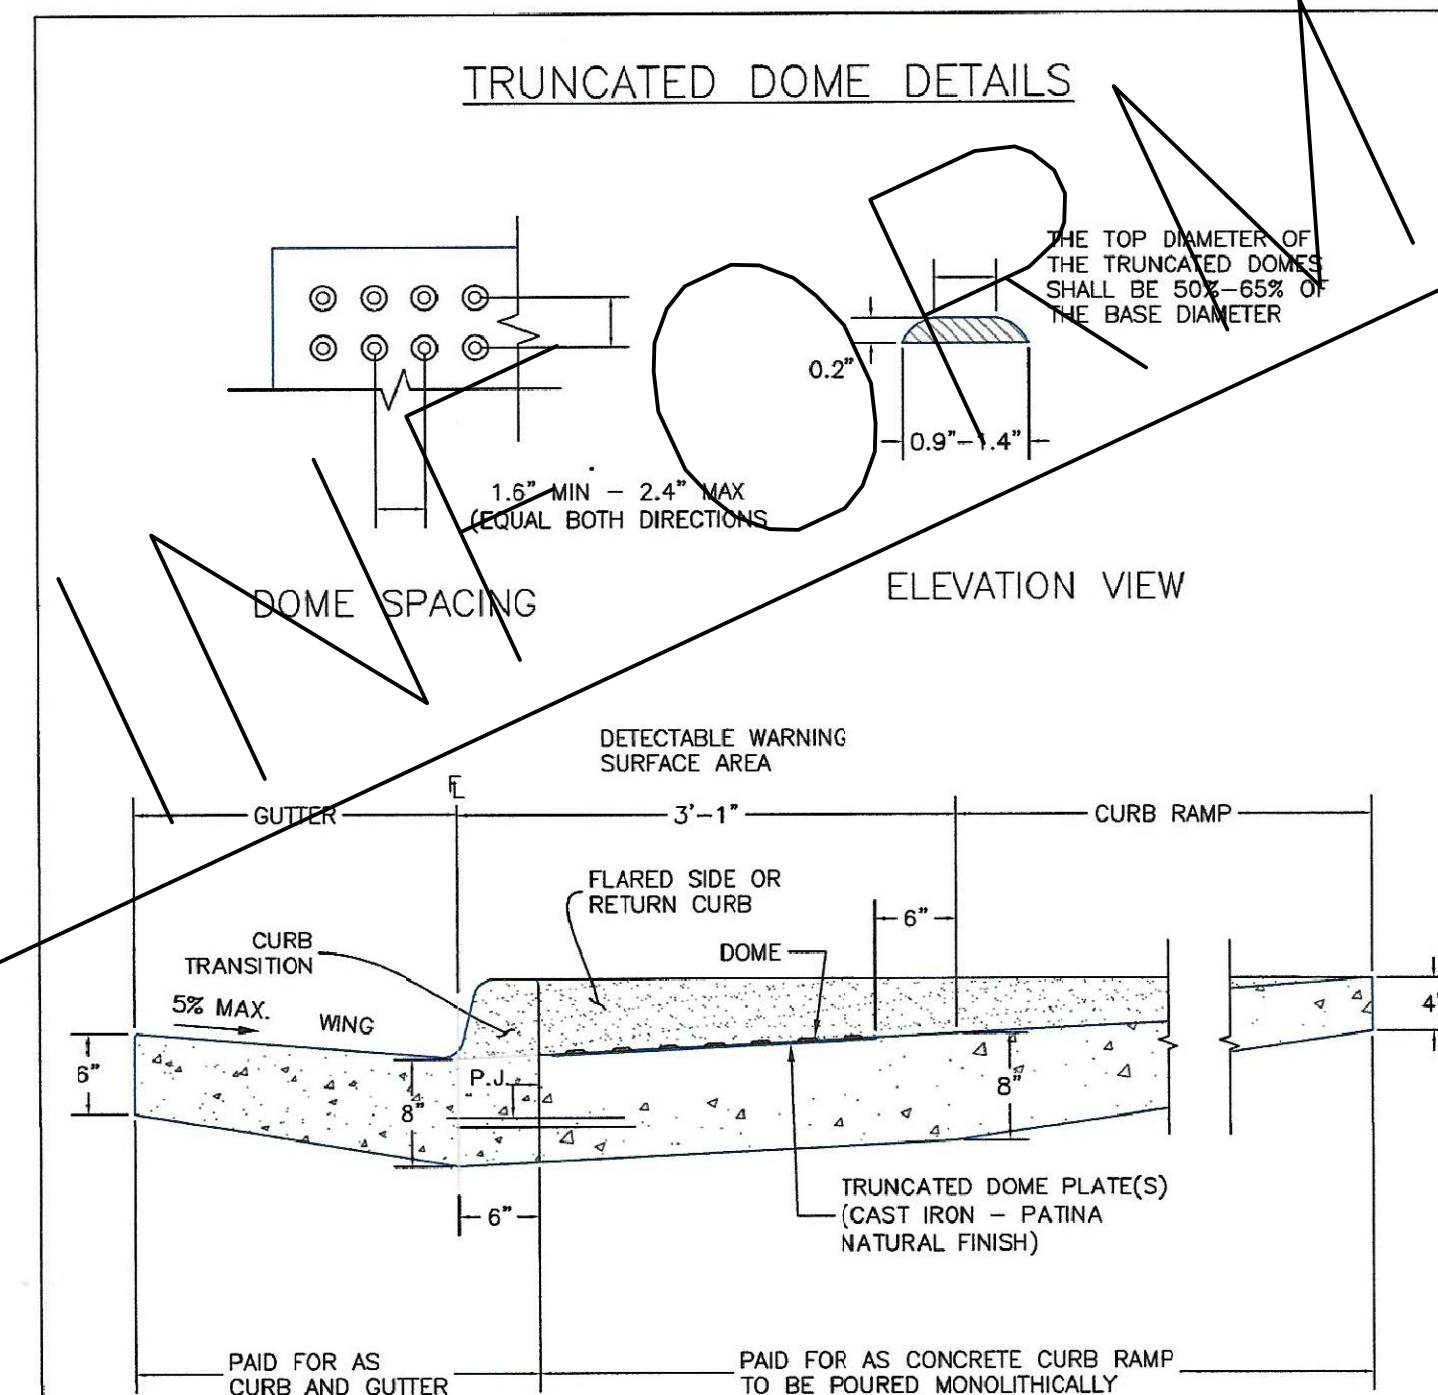 TRUNCATED DOME DETAILS
THE TOP DIAMETER OF
THE TRUNCATED DOMES
SHALL BE 50%-65% OF
THE BASE DIAMETER
0.2"
0.9"-1.4"
1.6" MIN - 2.4" MAX
(EQUAL BOTH DIRECTIONS
DOME SPACING
ELEVATION VIEW
INFORM
DETECTABLE WARNING
SURFACE AREA
FL
GUTTER
3'-1"
CURB RAMP
FLARED SIDE OR
RETURN CURB
6"
CURB
TRANSITION
DOME
5% MAX.
WING
4"
6"
8"
P.J.
8"
6"
TRUNCATED DOME PLATE(S)
(CAST IRON - PATINA
NATURAL FINISH)
PAID FOR AS
CURB AND GUTTER
PAID FOR AS CONCRETE CURB RAMP
TO BE POURED MONOLITHICALLY